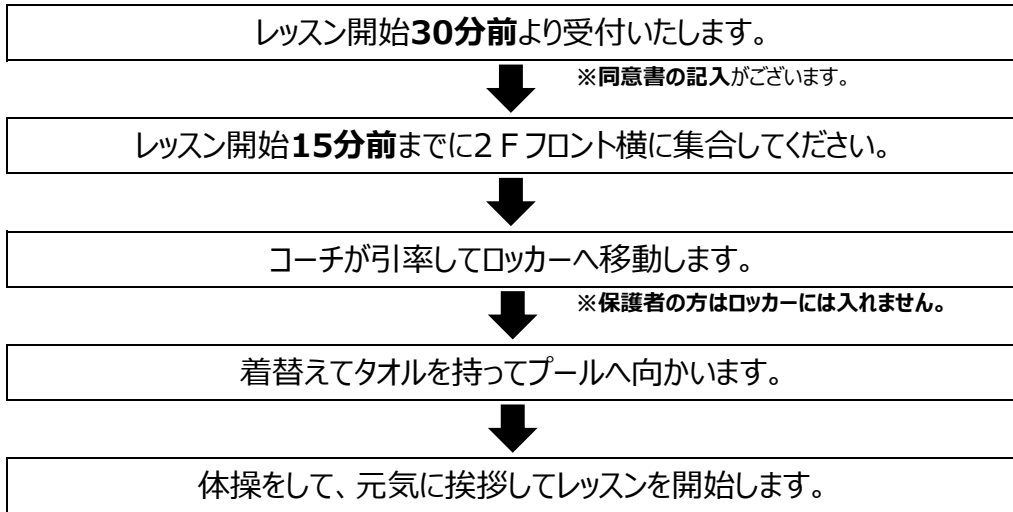 レッスン開始30分前より受付いたします。
※同意書の記入がございます。
レッスン開始15分前までに2Fフロント横に集合してください。
コーチが引率してロッカーへ移動します。
※保護者の方はロッカーには入れません。
着替えてタオルを持ってプールへ向かいます。
体操をして、元気に挨拶してレッスンを開始します。